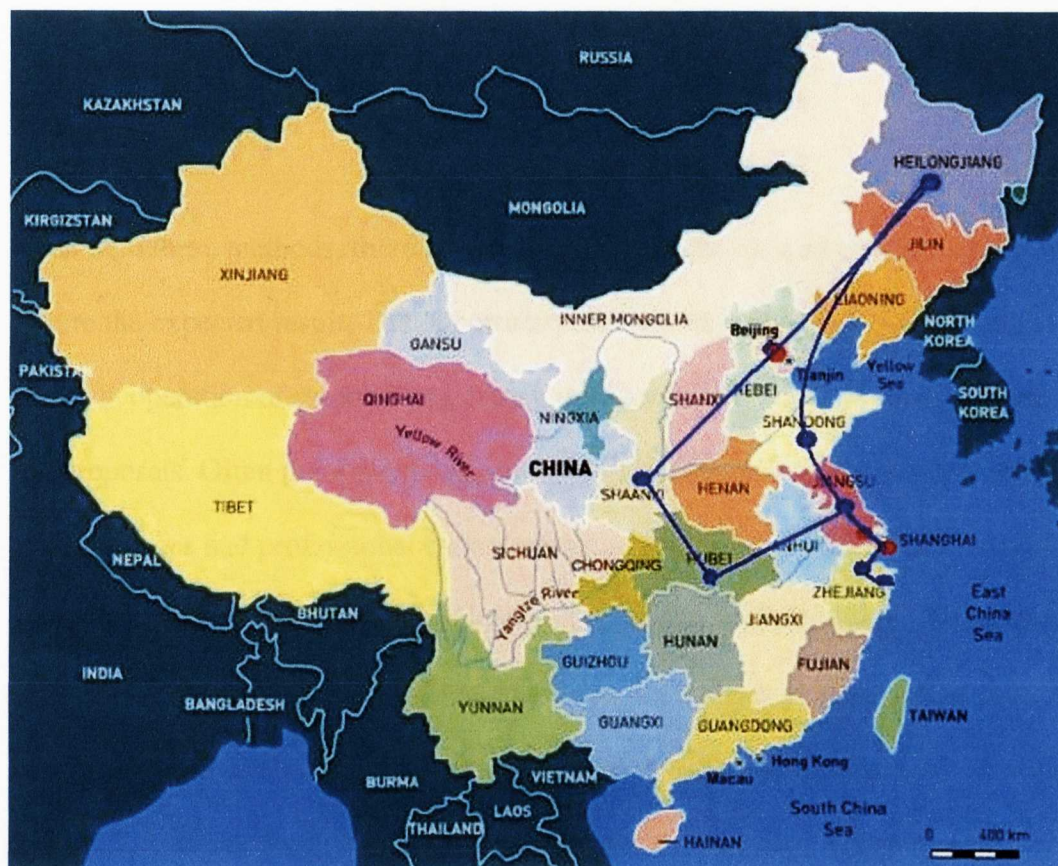 RUSSIA
KAZAKHSTAN
HEILONGJIANG
MONGOLIA
KIRGIZSTAN
JILIN
XINJIANG
LIAONING
INNER MONGOLIA
NORTH
KOREA
Beijing
GANSU
Tianjin
Yellow
Sea
PAKISTAN
SOUTH
KOREA
QINGHAI
SHANXI
HEBEI
NINGXIA
SHANDONG
Yellow River
CHINA
HENAN
JIANGSU
SHAANXI
TIBET
SHANGHAI
SICHUAN
ANHUI
NEPAL
CHONGQING
HUBEI
ZHEJIANG
Yangtze River
East
China
Sea
BHUTAN
JIANGXI
HUNAN
INDIA
GUIZHOU
FUJIAN
BANGLADESH
YUNNAN
GUANGXI
GUANGDONG
TAIWAN
Hong Kong
Macau
BURMA
VIETNAM
LAOS
South China
Sea
THAILAND
HAINAN
0 400 km